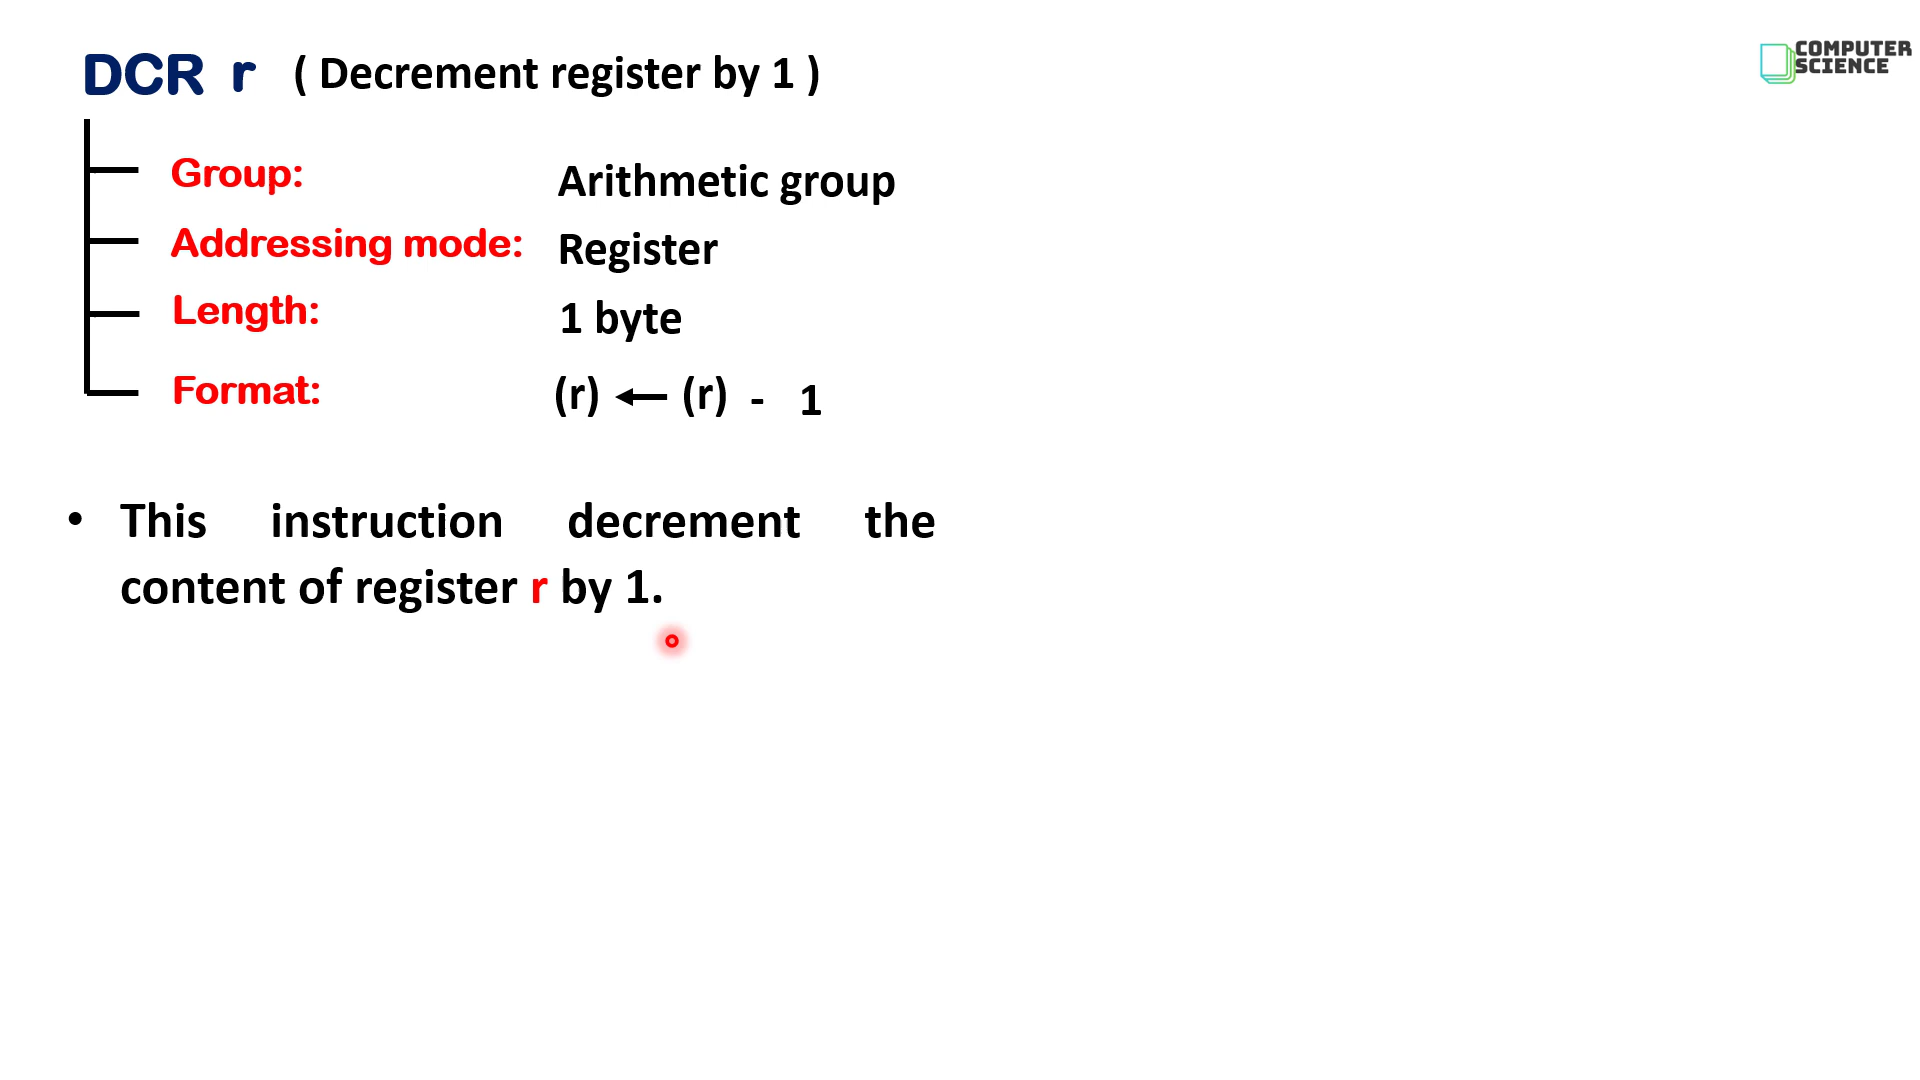 DCR r ( Decrement register by 1 )
COMPUTER
SCIENCE
Group: Arithmetic group
Addressing mode: Register
Length: 1 byte
Format: (r) ← (r) - 1
• This instruction decrement the
content of register r by 1.